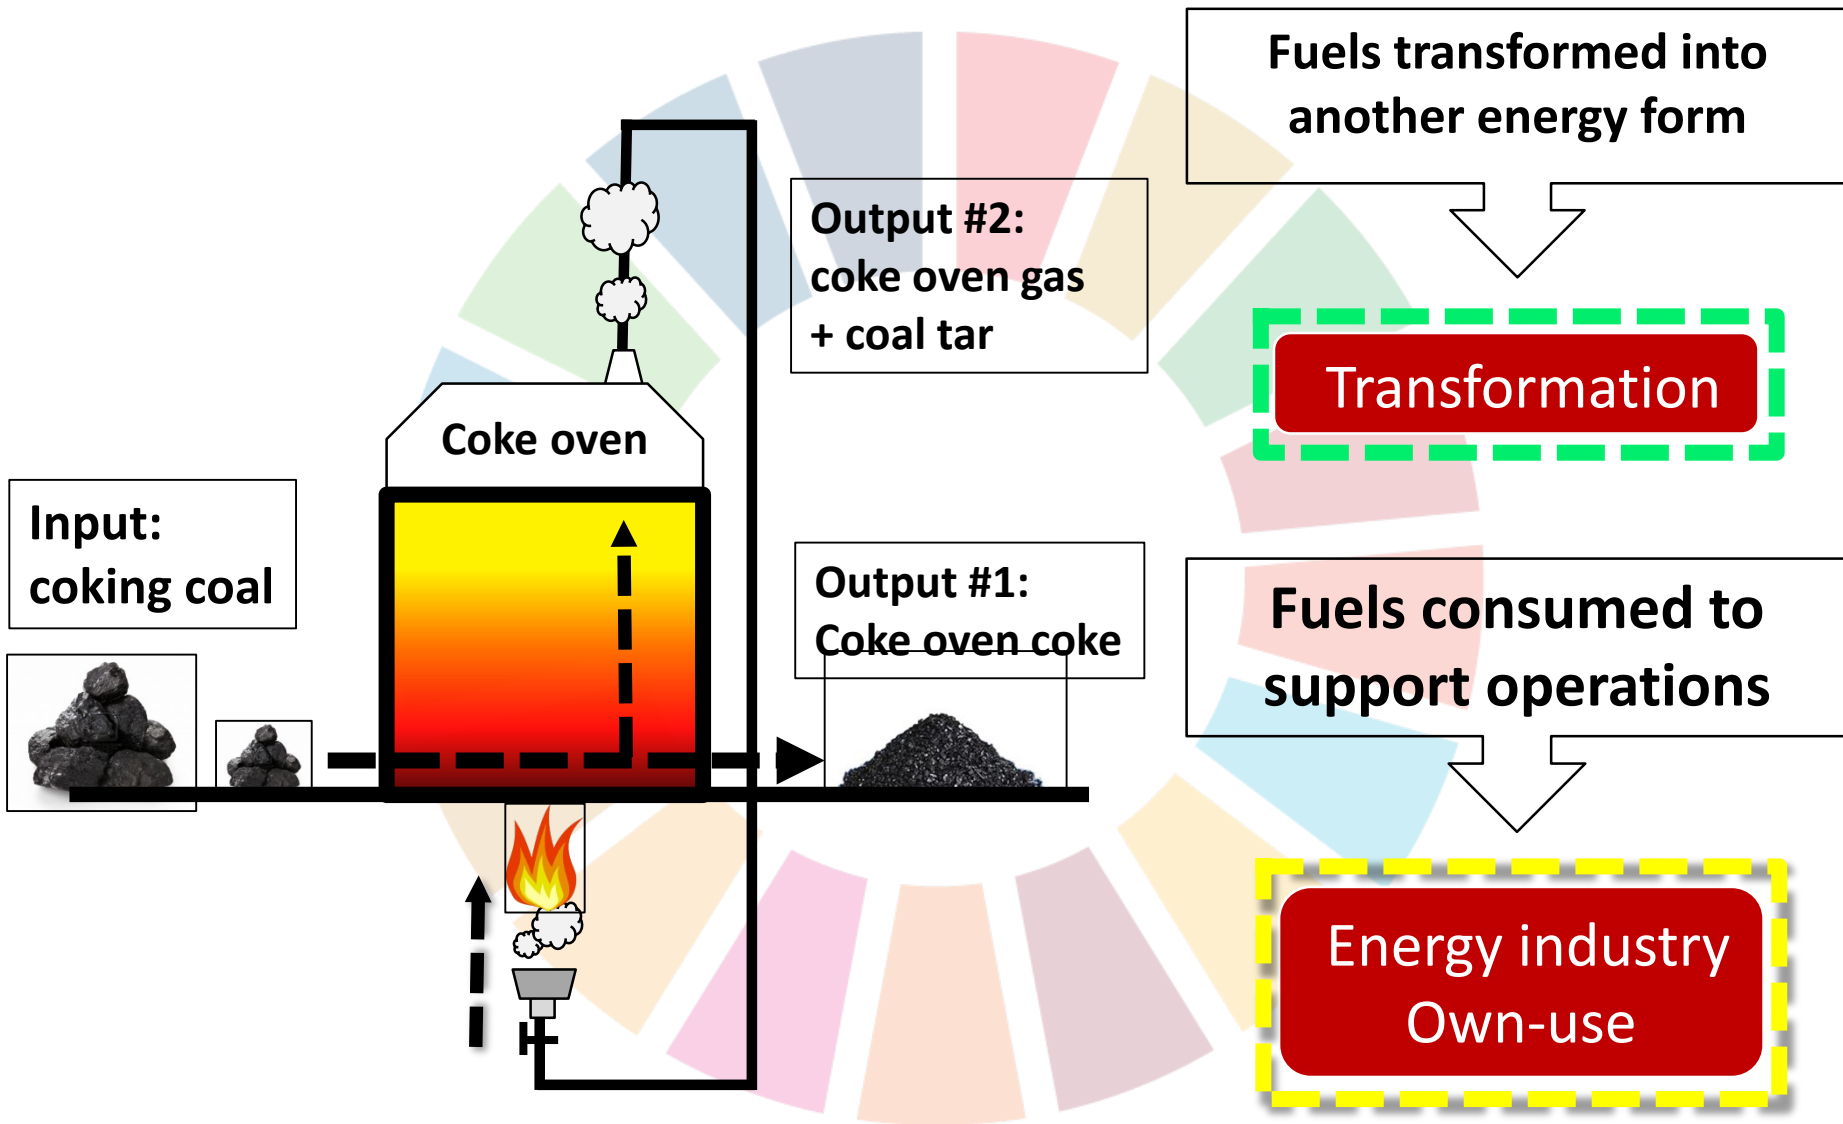 Fuels transformed into
another energy form
Output #2:
coke oven gas
+ coal tar
Transformation
Coke oven
Input:
coking coal
Output #1:
Coke oven coke
Fuels consumed to
support operations
Energy industry
Own-use